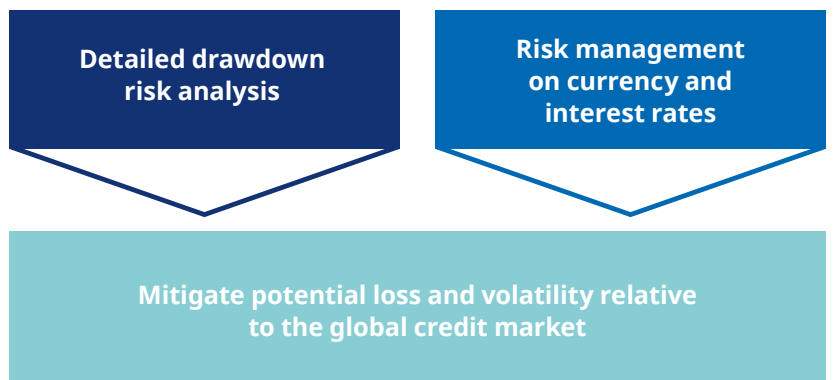 Detailed drawdown
risk analysis
Risk management
on currency and
interest rates
Mitigate potential loss and volatility relative
to the global credit market